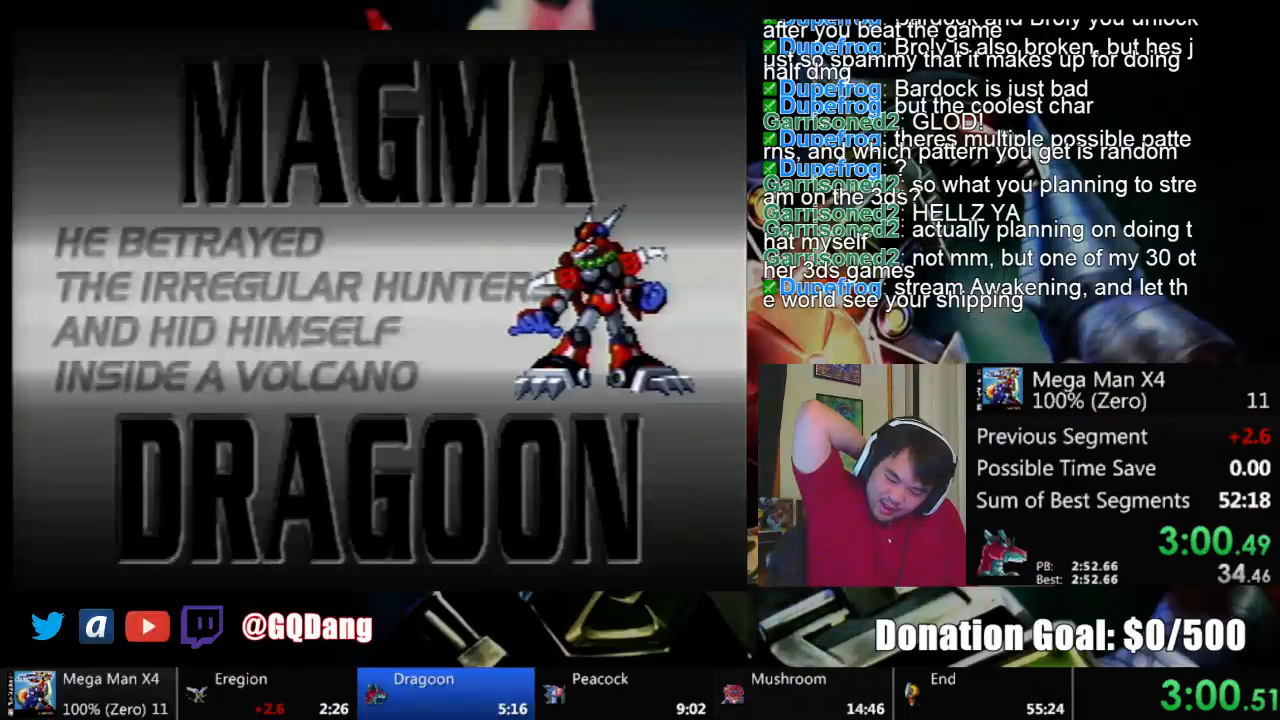 MAGMA
HE BETRAYED
THE IRREGULAR HUNTERS
AND HID HIMSELF
INSIDE A VOLCANO
DRAGOON
Dupefrog: Bardock and Broly you unlock
after you beat the game
Dupefrog: Broly is also broken, but hes j
ust so spammy that it makes up for doing
half dmg
Dupefrog: Bardock is just bad
Dupefrog: but the coolest char
Garrisoned2: GLOD!
Dupefrog: theres multiple possible patte
rns, and which pattern you get is random
Dupefrog: ?
Garrisoned2: so what you planning to stre
am on the 3ds?
Garrisoned2: HELLZ YA
Garrisoned2: actually planning on doing t
hat myself
Garrisoned2: not mm, but one of my 30 ot
her 3ds games
Dupefrog: stream Awakening, and let th
e world see your shipping
Mega Man X4
100% (Zero) 11
Previous Segment +2.6
Possible Time Save 0.00
Sum of Best Segments 52:18
3:00.49
PB: 2:52.66
Best: 2:52.66
34.46
a @GQDang
Donation Goal: $0/500
Mega Man X4
100% (Zero) 11
Eregion
+2.6 2:26
Dragoon
5:16
Peacock
9:02
Mushroom
14:46
End
55:24
3:00.51